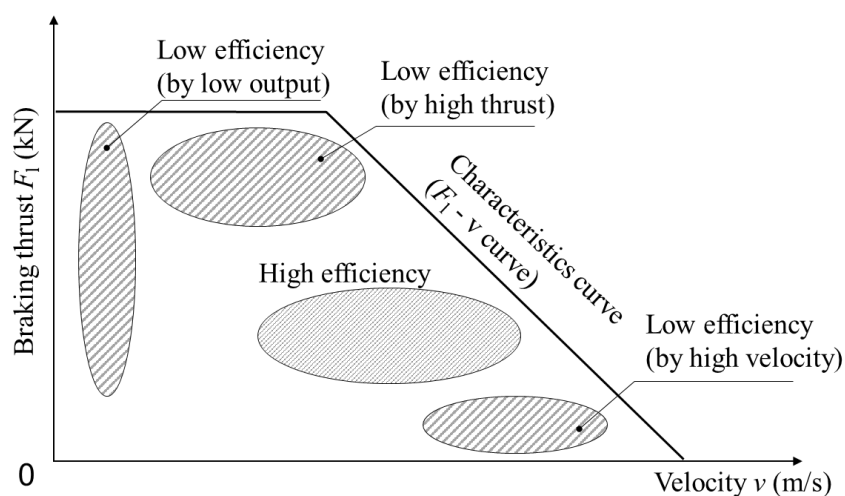 Low efficiency
(by low output)
Low efficiency
(by high thrust)
Characteristics curve
(F₁ - v curve)
Braking thrust F₁ (kN)
High efficiency
Low efficiency
(by high velocity)
0
Velocity v (m/s)